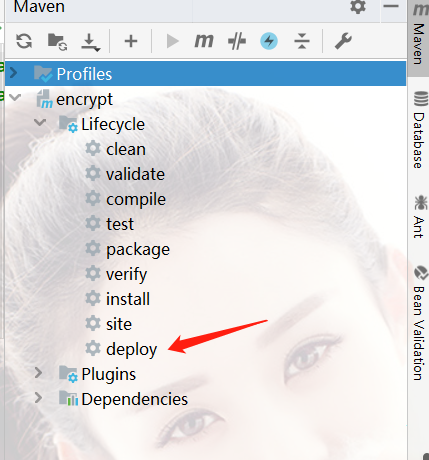 Maven
Profiles
encrypt
Lifecycle
clean
validate
compile
test
package
verify
install
site
deploy
Plugins
Dependencies
Maven
Database
Ant
Bean Validation